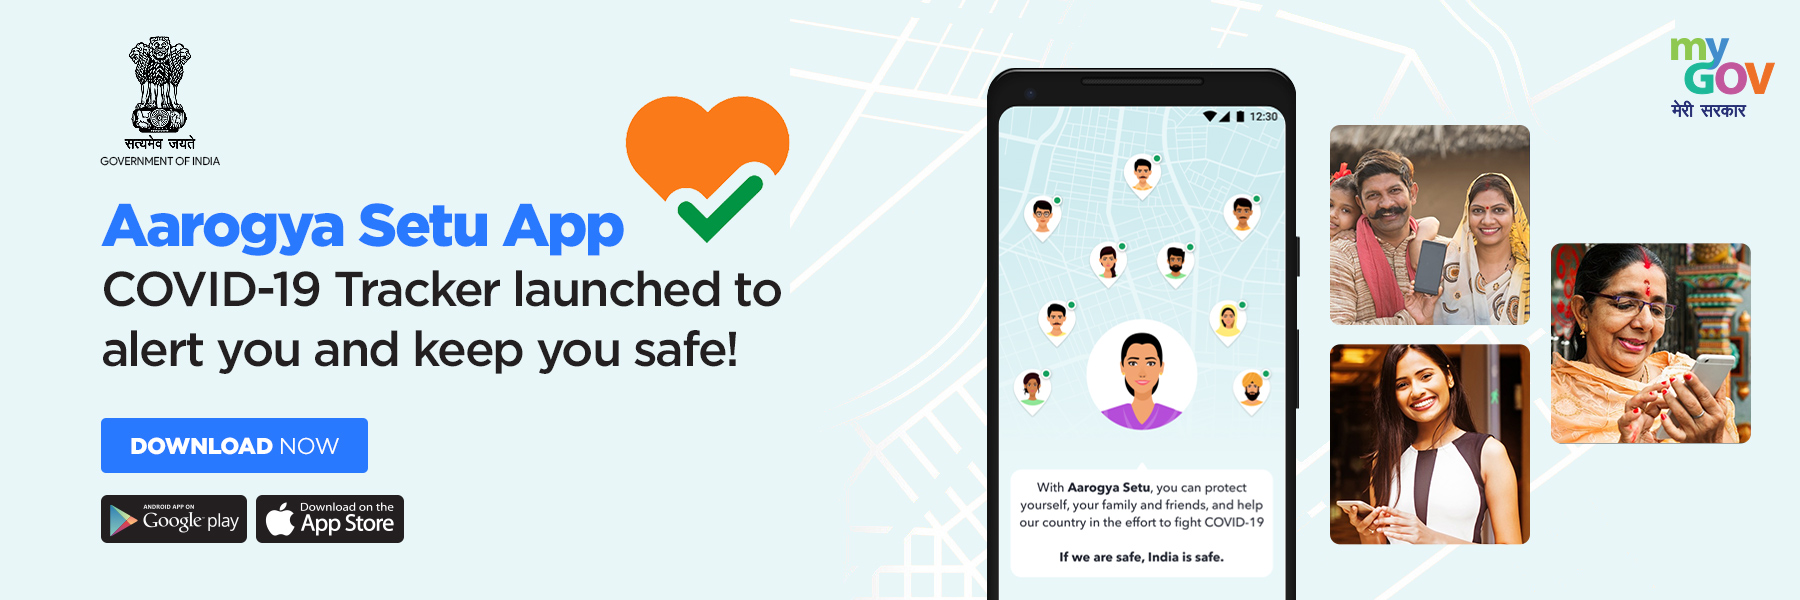 सत्यमेव जयते
GOVERNMENT OF INDIA
Aarogya Setu App
COVID-19 Tracker launched to
alert you and keep you safe!
DOWNLOAD NOW
ANDROID APP ON
Google play
Download on the
App Store
12:30
With Aarogya Setu, you can protect
yourself, your family and friends, and help
our country in the effort to fight COVID-19
If we are safe, India is safe.
my
GOV
मेरी सरकार